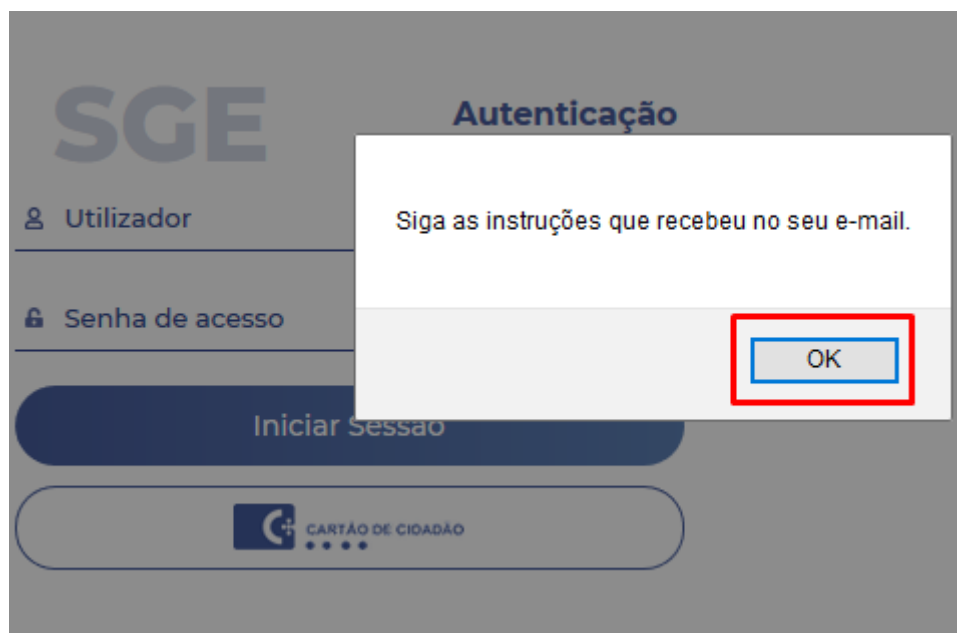 SGE
Autenticação
Utilizador
Siga as instruções que recebeu no seu e-mail.
Senha de acesso
OK
Iniciar Sessão
CARTÃO DE CIDADÃO